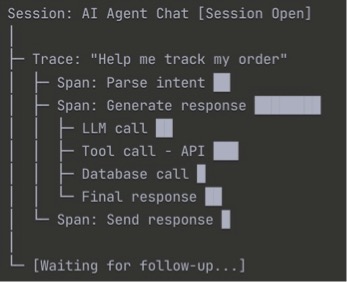 Session: AI Agent Chat [Session Open]
Trace: "Help me track my order"
Span: Parse intent
Span: Generate response
LLM call
Tool call - API
Database call
Final response
Span: Send response
[Waiting for follow-up...]